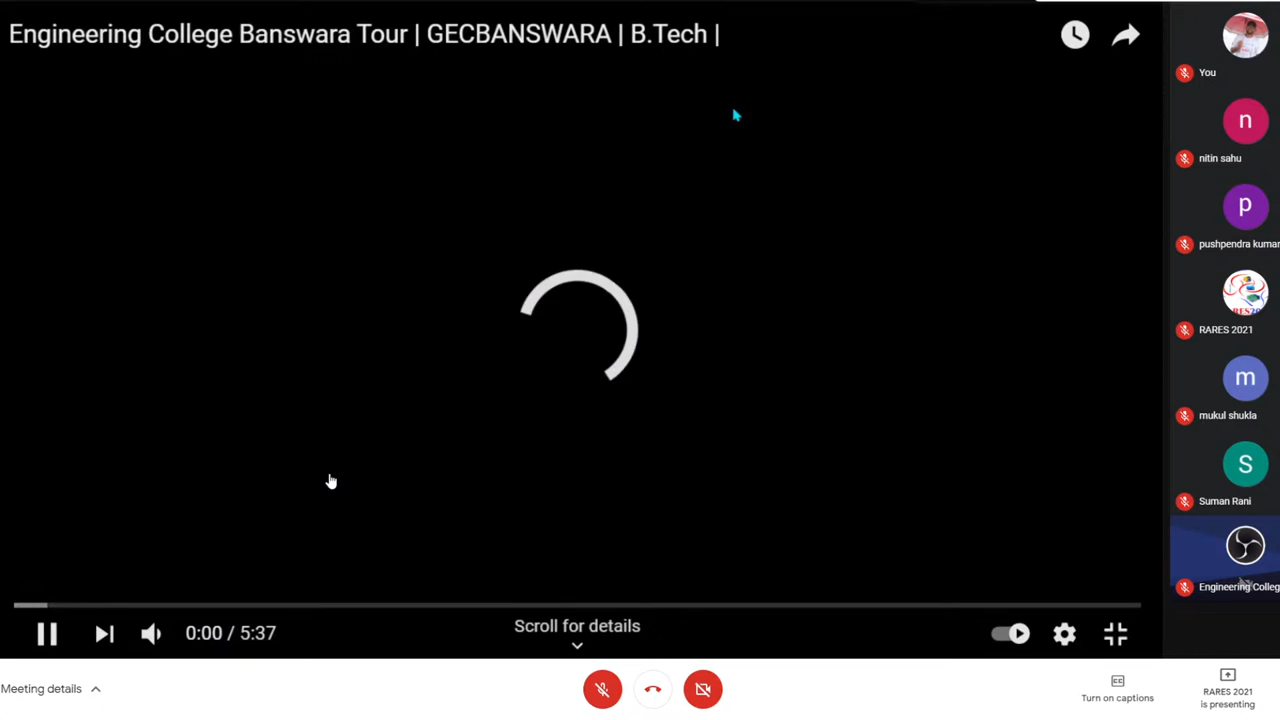 Engineering College Banswara Tour | GECBANSWARA | B.Tech |
You
n
nitin sahu
p
pushpendra kumar
RARES 2021
m
mukul shukla
S
Suman Rani
Engineering Colleg
0:00 / 5:37
Scroll for details
Meeting details
CC
Turn on captions
RARES 2021
is presenting